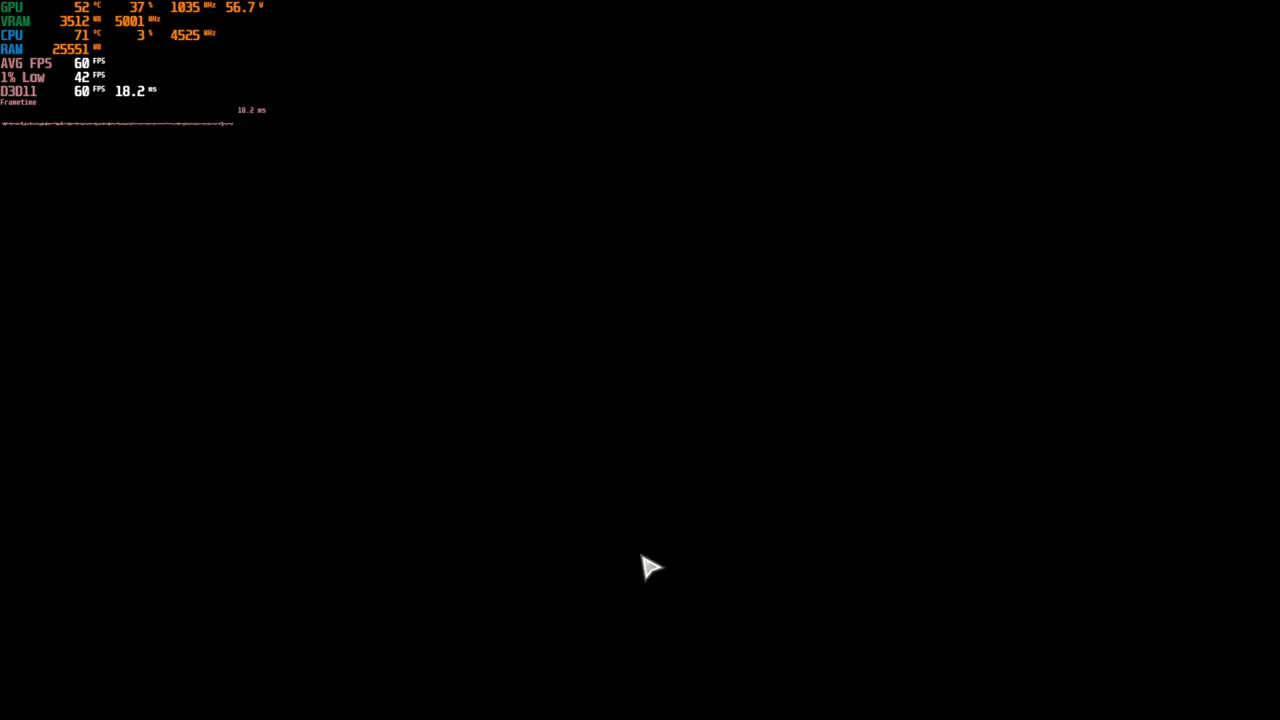 GPU 52 °C 37 % 1035 MHz 56.7 W
VRAM 3512 MB 5001 MHz
CPU 71 °C 3 % 4525 MHz
RAM 25551 MB
AVG FPS 60 FPS
1% Low 42 FPS
D3D11 60 FPS 18.2 ms
Frametime
18.2 ms